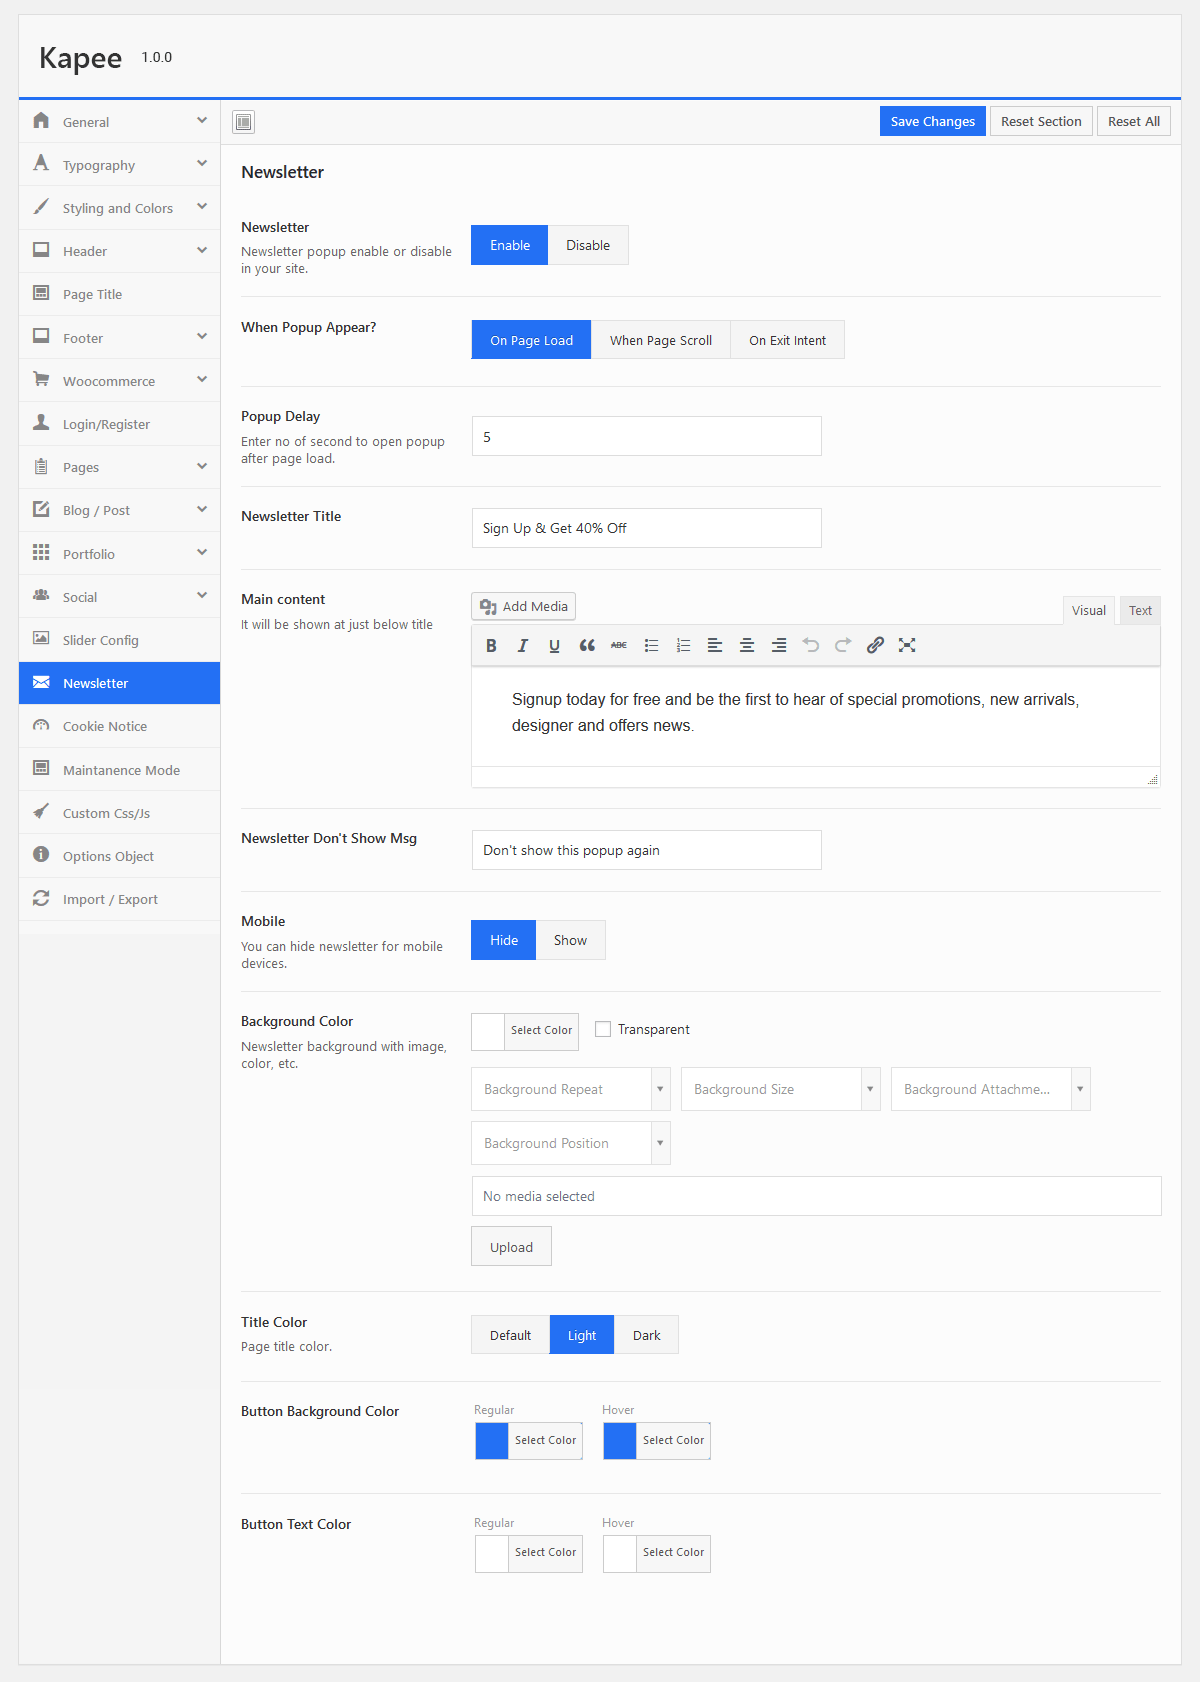 Kapee 1.0.0
Save Changes Reset Section Reset All
General
Typography
Styling and Colors
Header
Page Title
Footer
Woocommerce
Login/Register
Pages
Blog / Post
Portfolio
Social
Slider Config
Newsletter
Cookie Notice
Maintanence Mode
Custom Css/Js
Options Object
Import / Export
Newsletter
Newsletter
Newsletter popup enable or disable
in your site.
Enable Disable
When Popup Appear?
On Page Load When Page Scroll On Exit Intent
Popup Delay
Enter no of second to open popup
after page load.
5
Newsletter Title
Sign Up & Get 40% Off
Main content
It will be shown at just below title
Add Media
Visual Text
B I U ABC
Signup today for free and be the first to hear of special promotions, new arrivals,
designer and offers news.
Newsletter Don't Show Msg
Don't show this popup again
Mobile
You can hide newsletter for mobile
devices.
Hide Show
Background Color
Newsletter background with image,
color, etc.
Select Color Transparent
Background Repeat Background Size Background Attachme...
Background Position
No media selected
Upload
Title Color
Page title color.
Default Light Dark
Button Background Color
Regular Hover
Select Color Select Color
Button Text Color
Regular Hover
Select Color Select Color